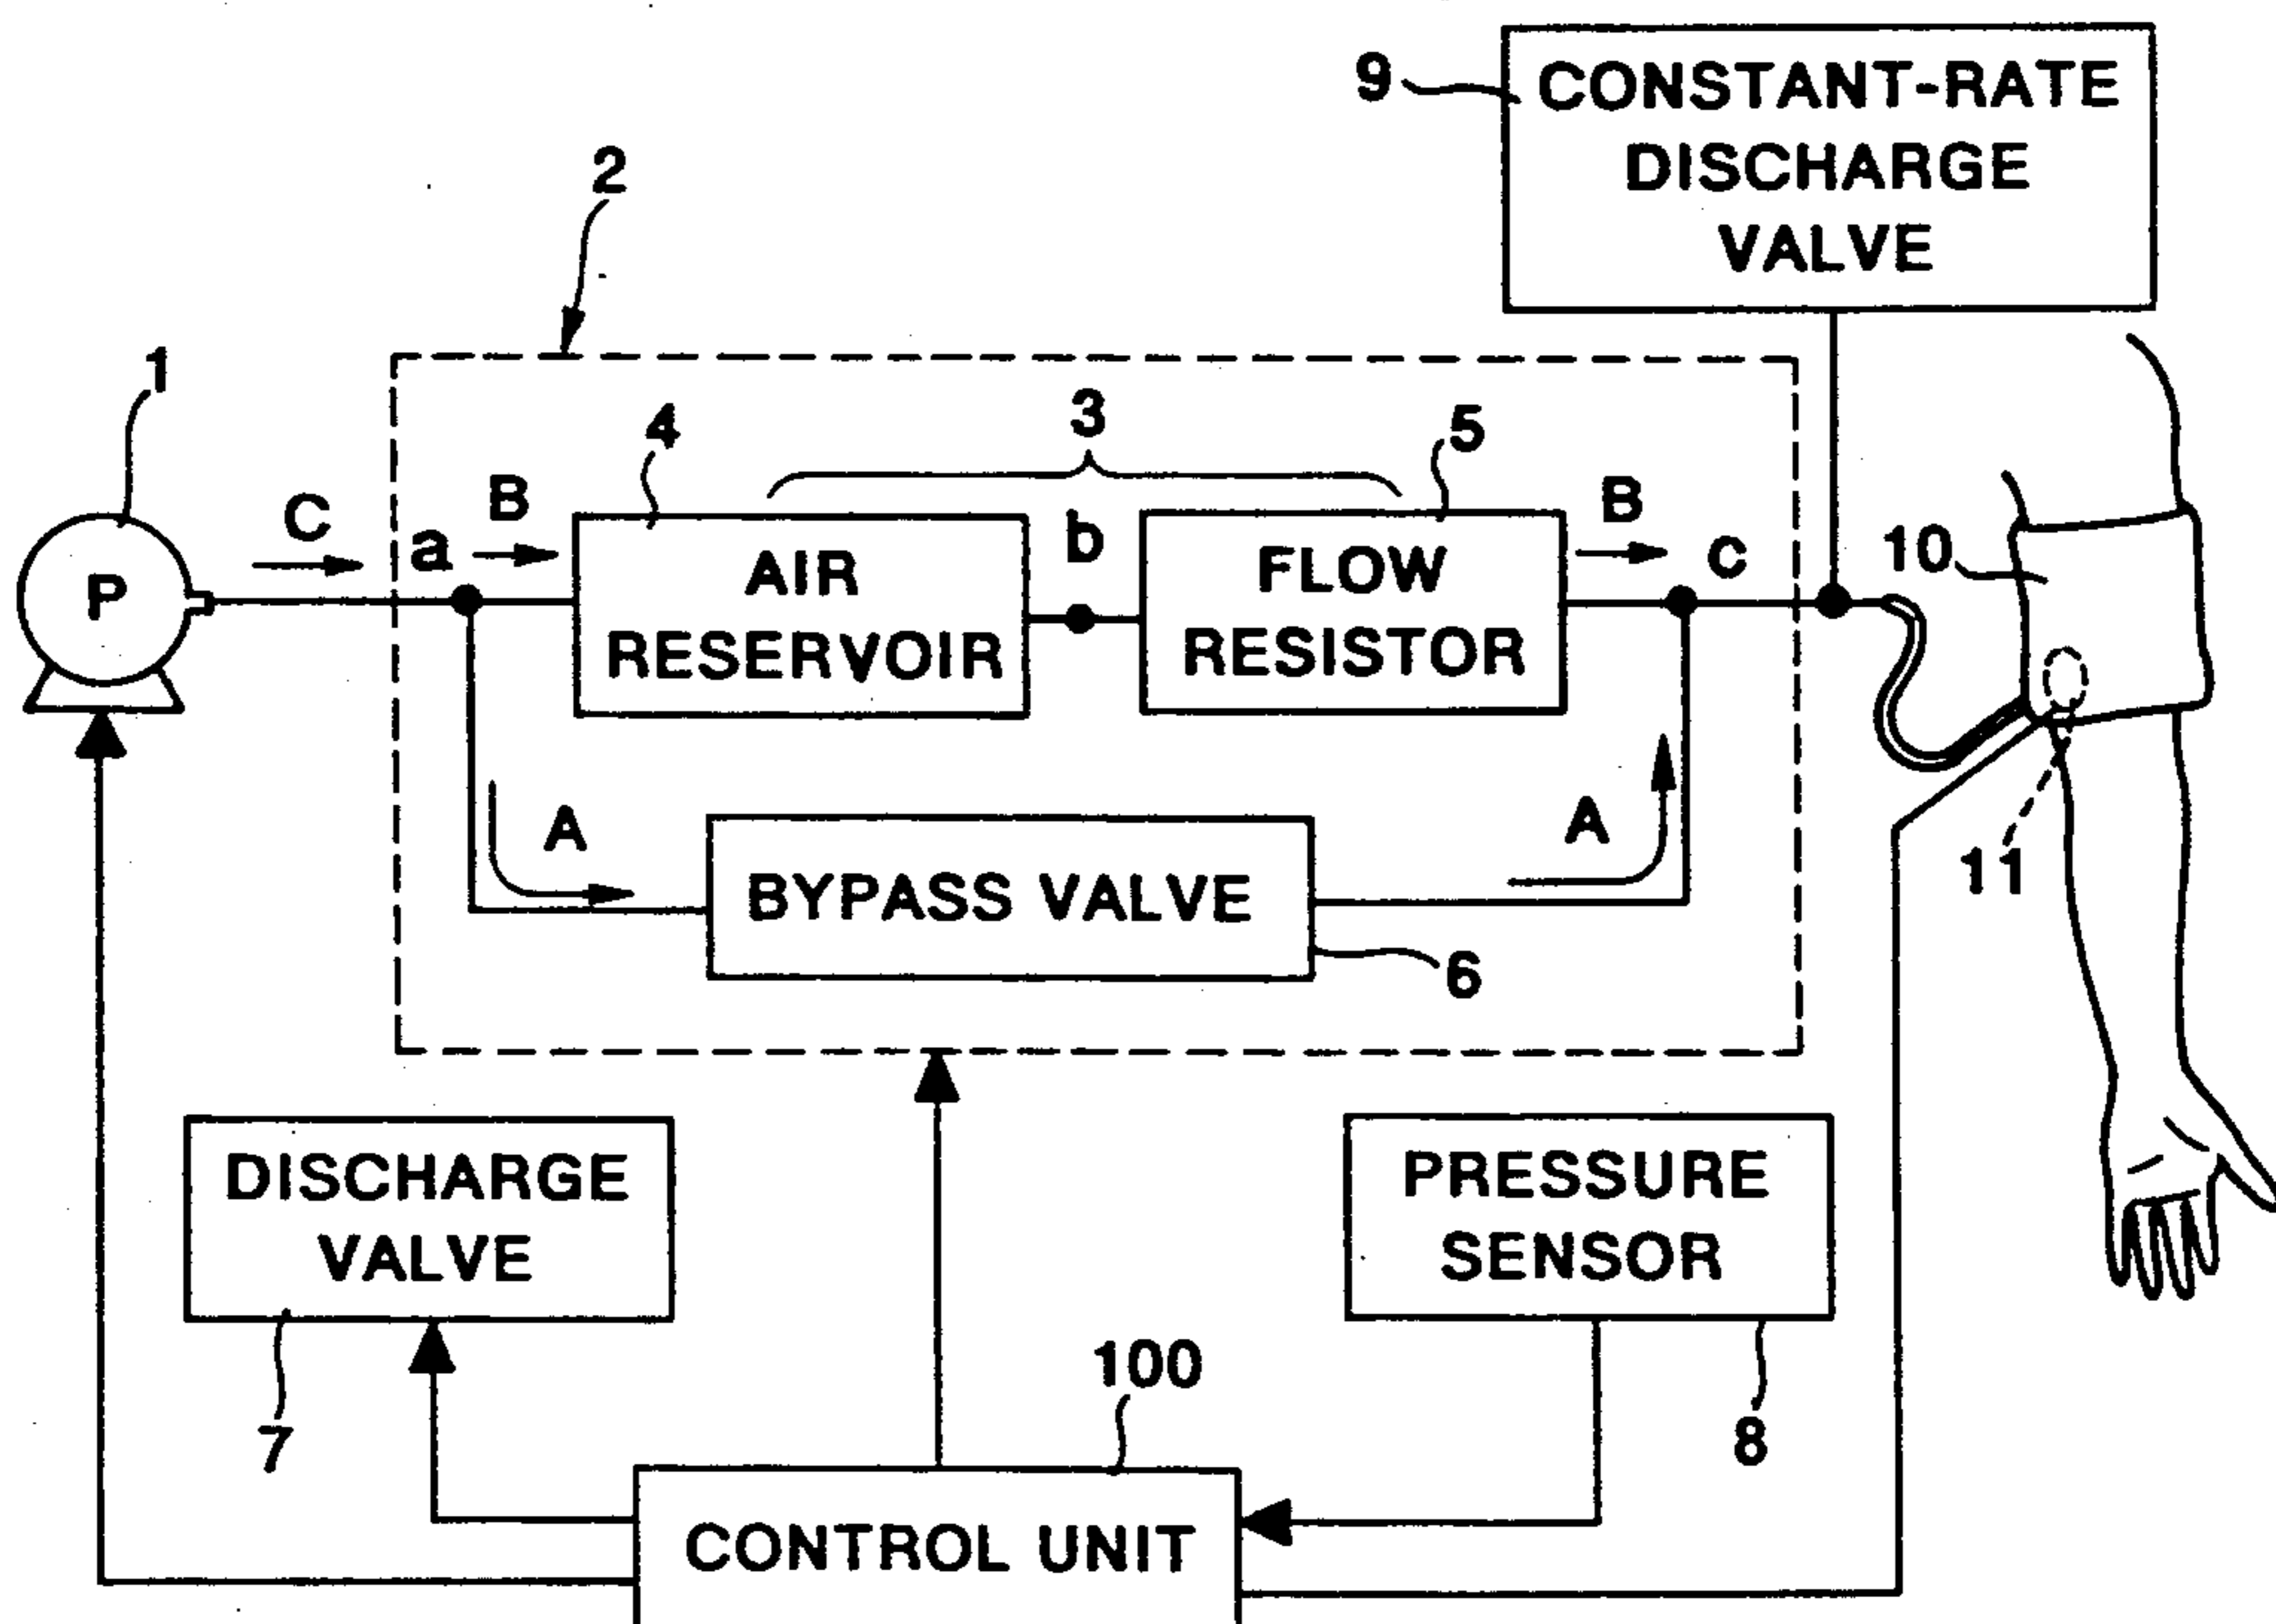 9
CONSTANT-RATE
DISCHARGE
VALVE
2
1
3
4
5
C
B
B
a
b
c
P
AIR
RESERVOIR
FLOW
RESISTOR
10
A
A
11
BYPASS VALVE
6
DISCHARGE
VALVE
PRESSURE
SENSOR
7
100
8
CONTROL UNIT